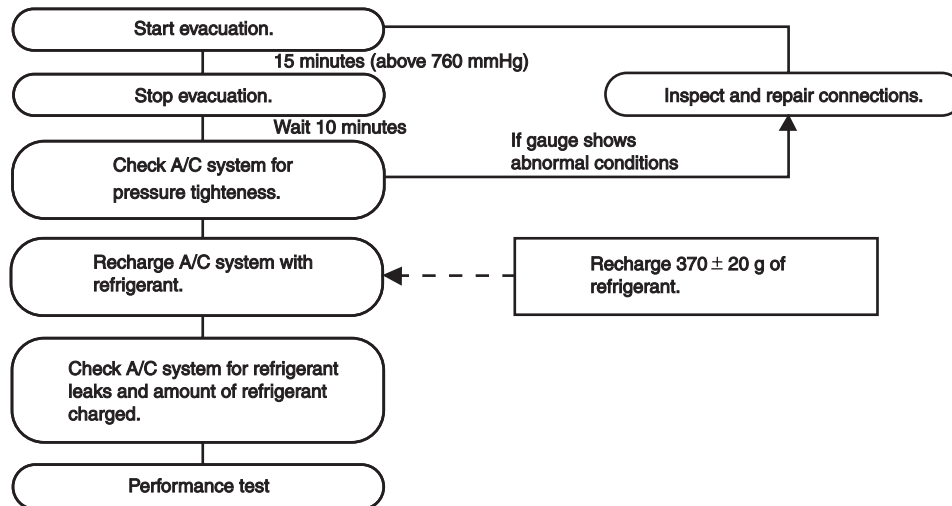 Start evacuation.
15 minutes (above 760 mmHg)
Stop evacuation.
Inspect and repair connections.
Wait 10 minutes
If gauge shows
abnormal conditions
Check A/C system for
pressure tighteness.
Recharge A/C system with
refrigerant.
Recharge 370 ± 20 g of
refrigerant.
Check A/C system for refrigerant
leaks and amount of refrigerant
charged.
Performance test